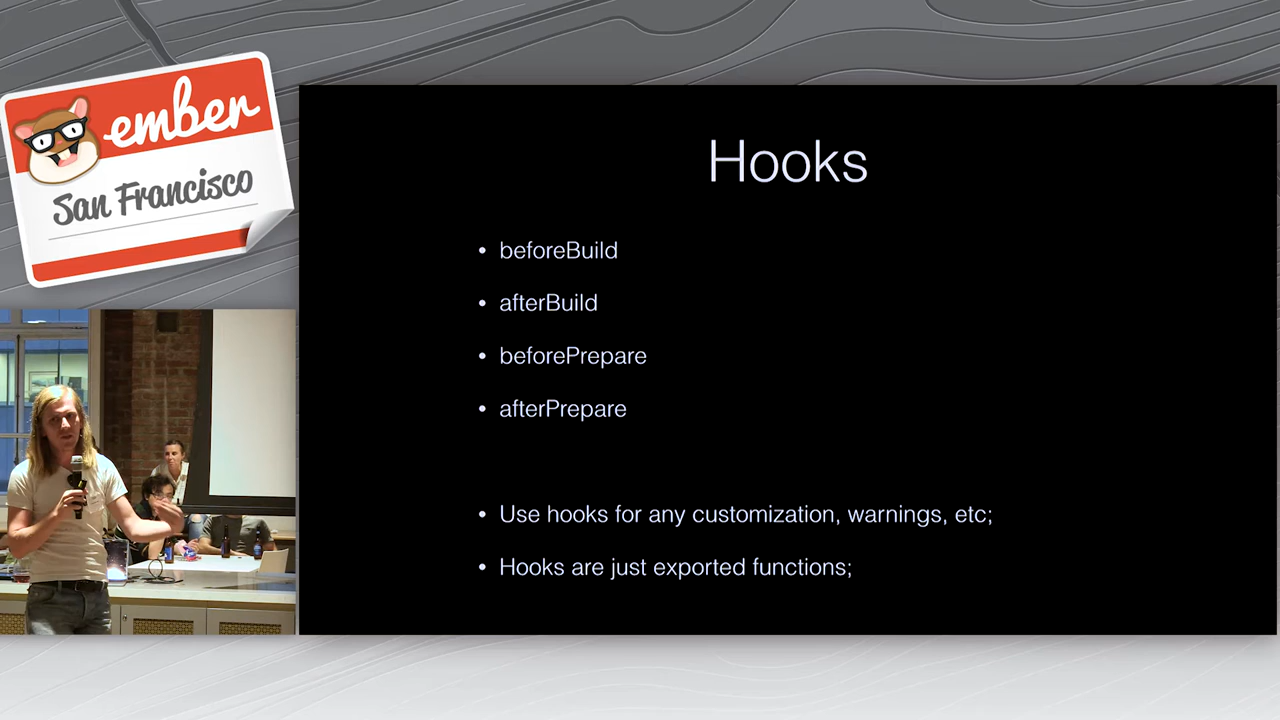 ember
San Francisco
Hooks
• beforeBuild
• afterBuild
• beforePrepare
• afterPrepare
• Use hooks for any customization, warnings, etc;
• Hooks are just exported functions;